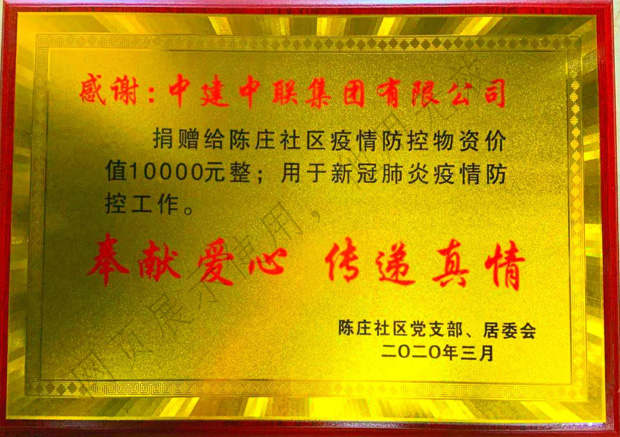 感谢：中建中联集团有限公司
捐赠给陈庄社区疫情防控物资价
值10000元整；用于新冠肺炎疫情防
控工作。
奉献爱心 传递真情
陈庄社区党支部、居委会
二〇二〇年三月